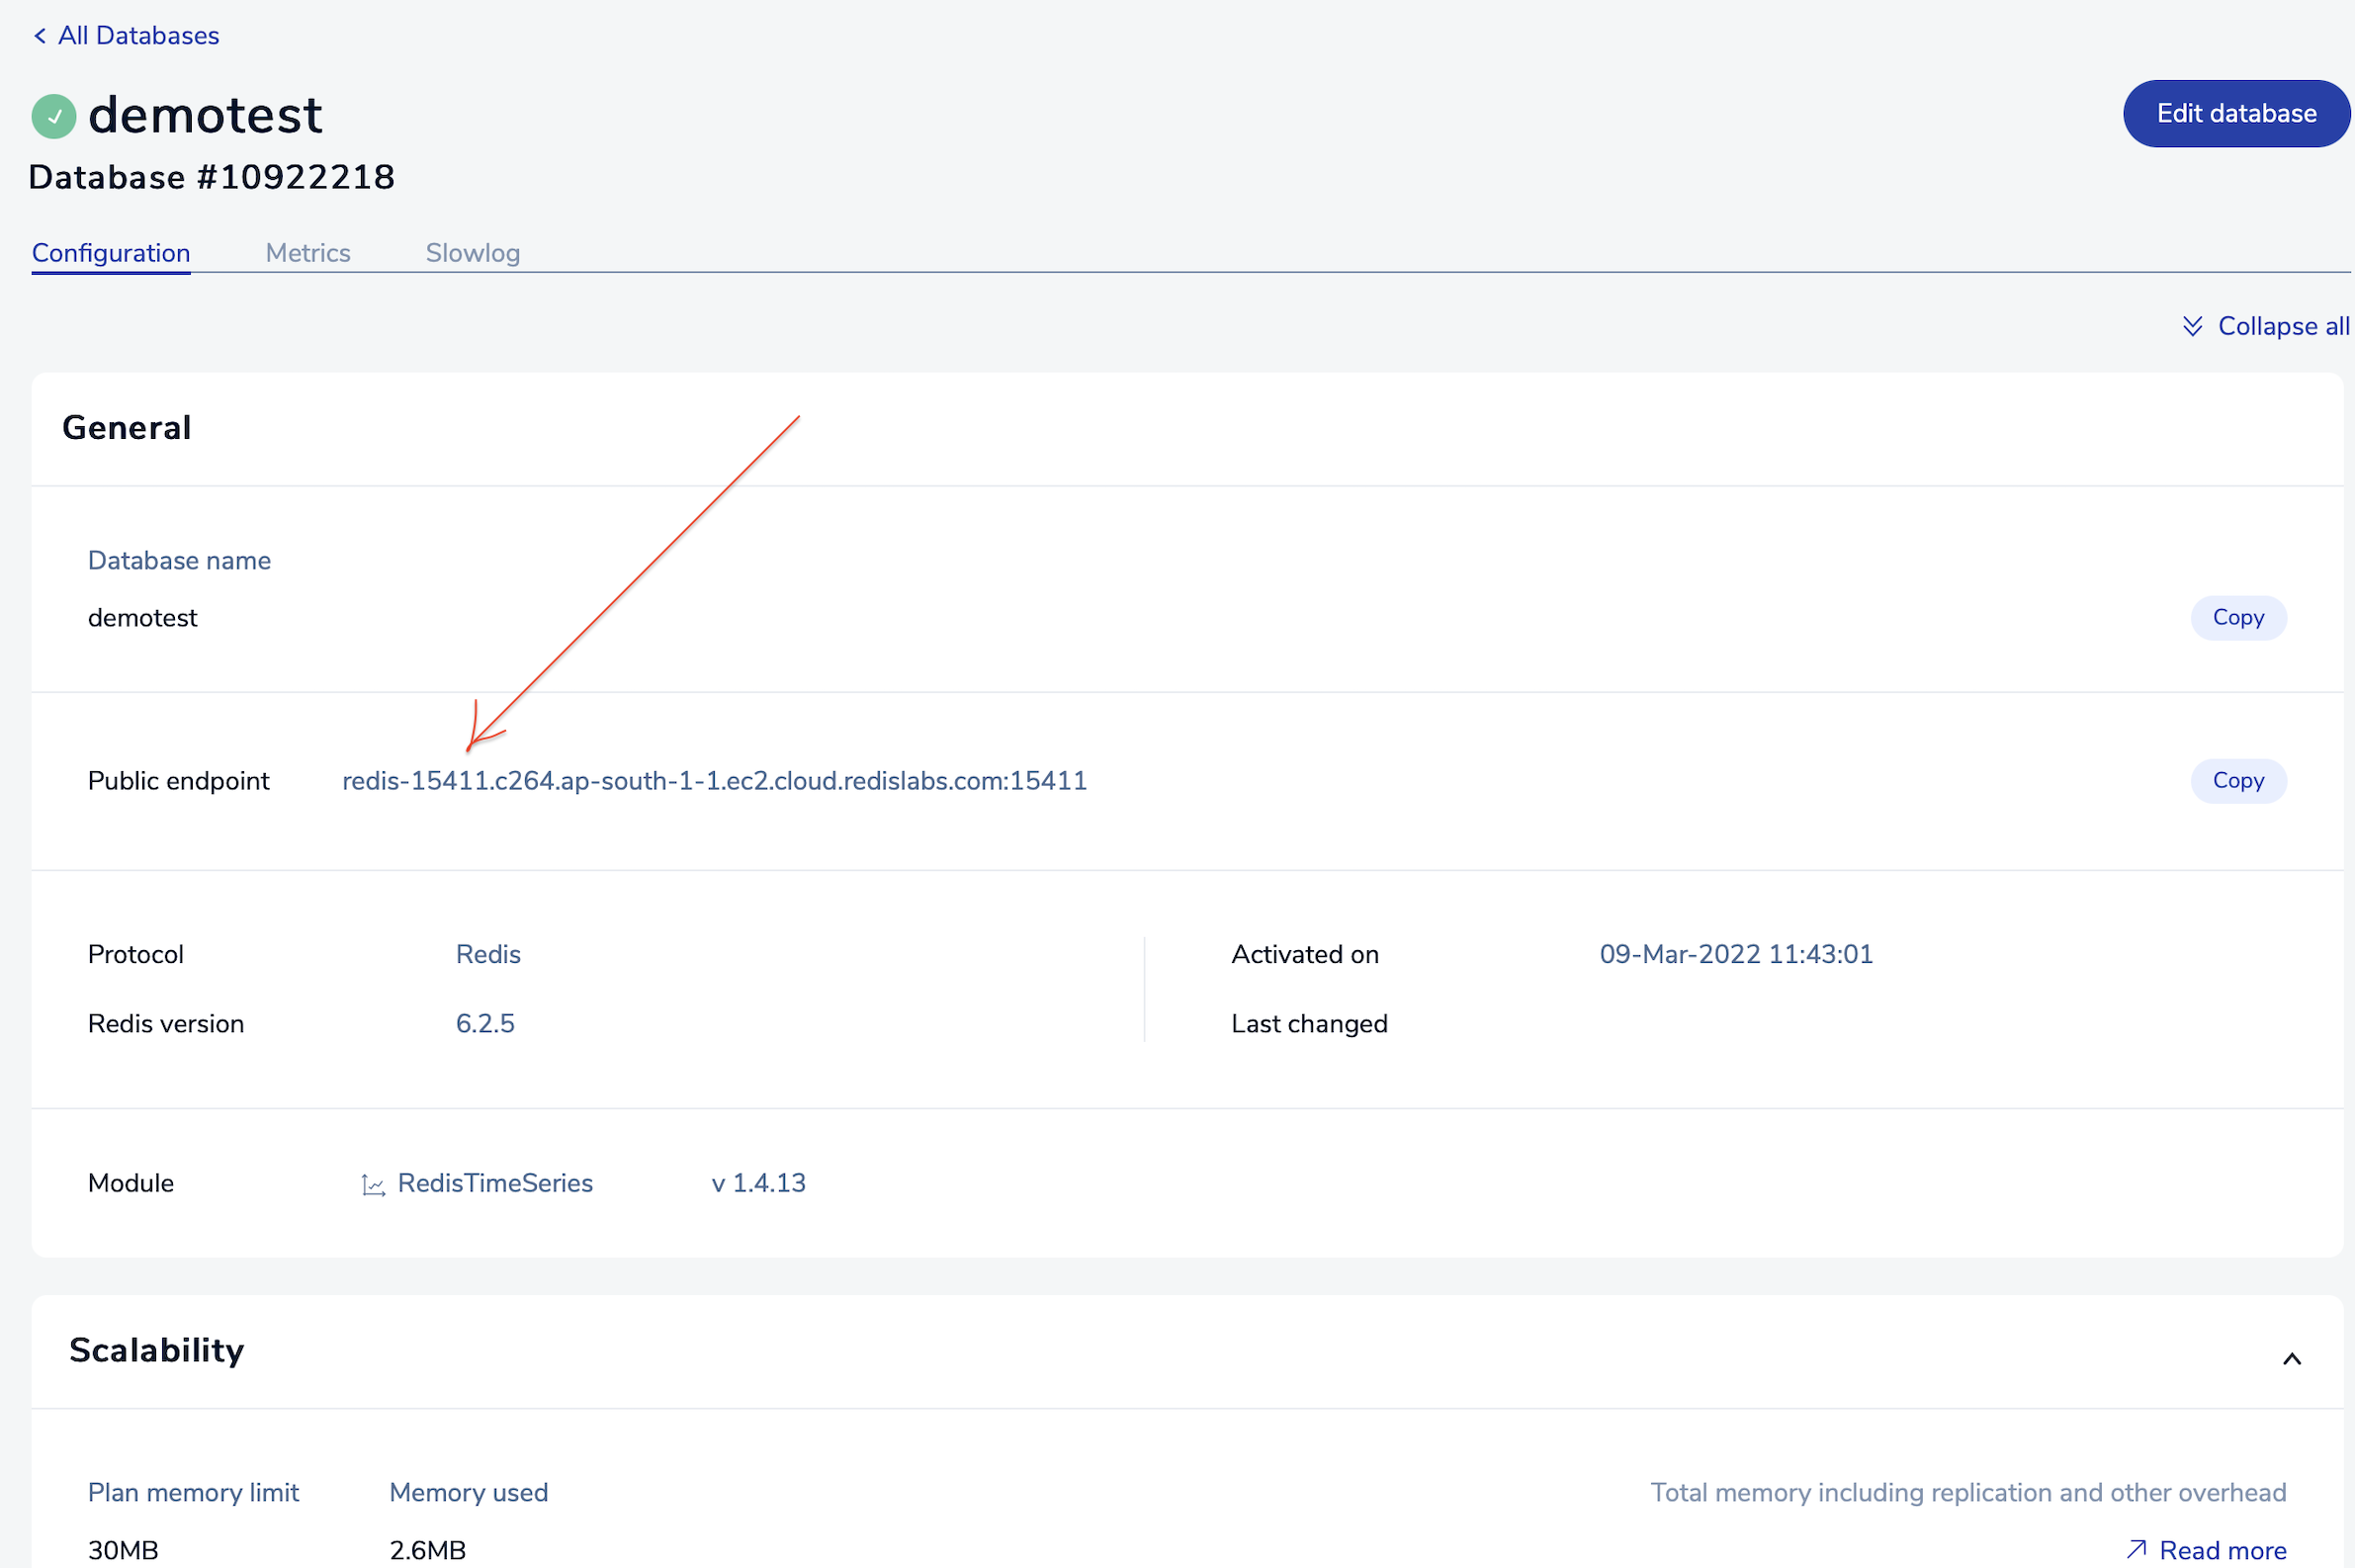 All Databases
demotest
Edit database
Database #10922218
Configuration Metrics Slowlog
Collapse all
General
Database name
demotest Copy
Public endpoint redis-15411.c264.ap-south-1-1.ec2.cloud.redislabs.com:15411 Copy
Protocol Redis Activated on 09-Mar-2022 11:43:01
Redis version 6.2.5 Last changed
Module RedisTimeSeries v 1.4.13
Scalability
Plan memory limit Memory used Total memory including replication and other overhead
30MB 2.6MB Read more